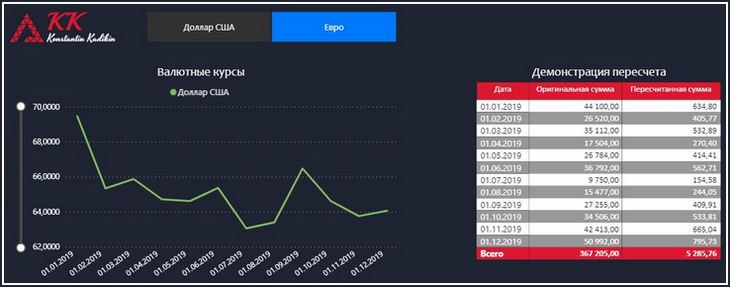 KK
Konstantin Kadikin
Доллар США
Евро
Валютные курсы
Доллар США
70,0000
68,0000
66,0000
64,0000
62,0000
01.01.2019
01.02.2019
01.03.2019
01.04.2019
01.05.2019
01.06.2019
01.07.2019
01.08.2019
01.09.2019
01.10.2019
01.11.2019
01.12.2019
Демонстрация пересчета
Дата Оригинальная сумма Пересчитанная сумма
01.01.2019 44 100,00 634,80
01.02.2019 26 520,00 405,77
01.03.2019 35 112,00 532,89
01.04.2019 17 504,00 270,40
01.05.2019 26 784,00 414,41
01.06.2019 36 792,00 562,71
01.07.2019 9 750,00 154,58
01.08.2019 15 477,00 244,05
01.09.2019 27 255,00 409,91
01.10.2019 34 506,00 533,81
01.11.2019 42 413,00 665,04
01.12.2019 50 992,00 795,73
Всего 367 205,00 5 285,76